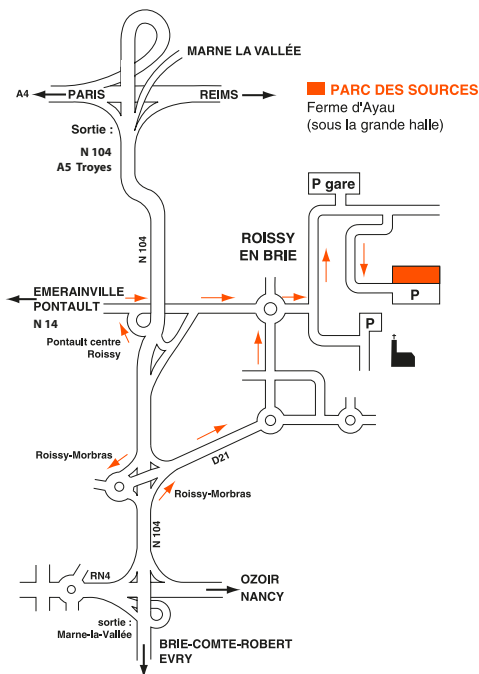 MARNE LA VALLÉE
A4
PARIS
REIMS
PARC DES SOURCES
Ferme d'Ayau
(sous la grande halle)
Sortie :
N 104
A5 Troyes
P gare
N 104
ROISSY
EN BRIE
EMERAINVILLE
PONTAULT
N 14
P
P
Pontault centre
Roissy
Roissy-Morbras
D21
Roissy-Morbras
N 104
RN4
OZOIR
NANCY
sortie :
Marne-la-Vallée
BRIE-COMTE-ROBERT
EVRY